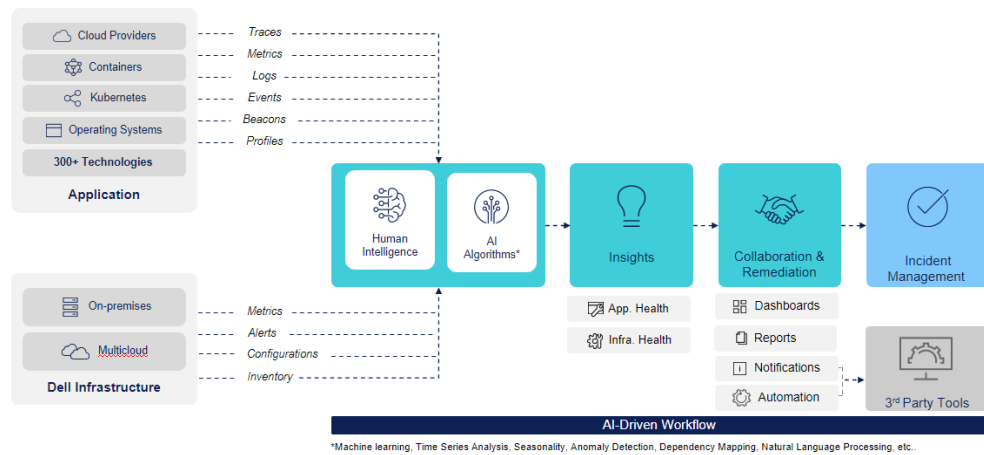 Cloud Providers
Containers
Kubernetes
Operating Systems
300+ Technologies
Application
Traces
Metrics
Logs
Events
Beacons
Profiles
On-premises
Multicloud
Dell Infrastructure
Metrics
Alerts
Configurations
Inventory
Human
Intelligence
AI
Algorithms*
Insights
App. Health
Infra. Health
Collaboration &
Remediation
Dashboards
Reports
Notifications
Automation
Incident
Management
3rd Party Tools
AI-Driven Workflow
*Machine learning, Time Series Analysis, Seasonality, Anomaly Detection, Dependency Mapping, Natural Language Processing, etc..